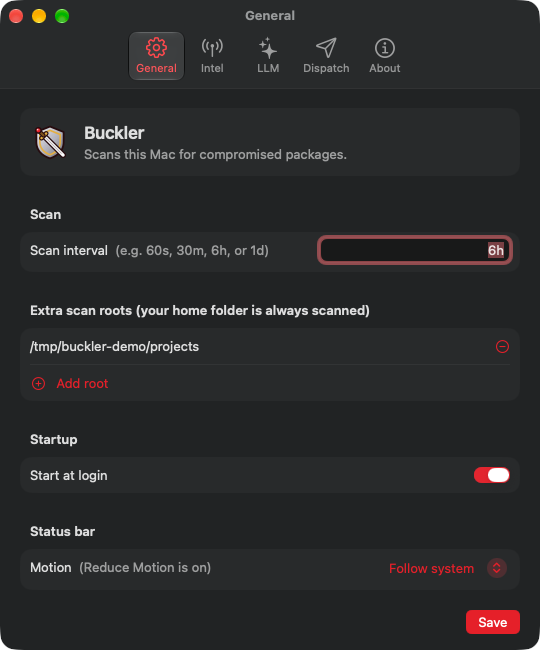 General
General
Intel
LLM
Dispatch
About
Buckler
Scans this Mac for compromised packages.
Scan
Scan interval (e.g. 60s, 30m, 6h, or 1d) 6h
Extra scan roots (your home folder is always scanned)
/tmp/buckler-demo/projects
Add root
Startup
Start at login
Status bar
Motion (Reduce Motion is on) Follow system
Save